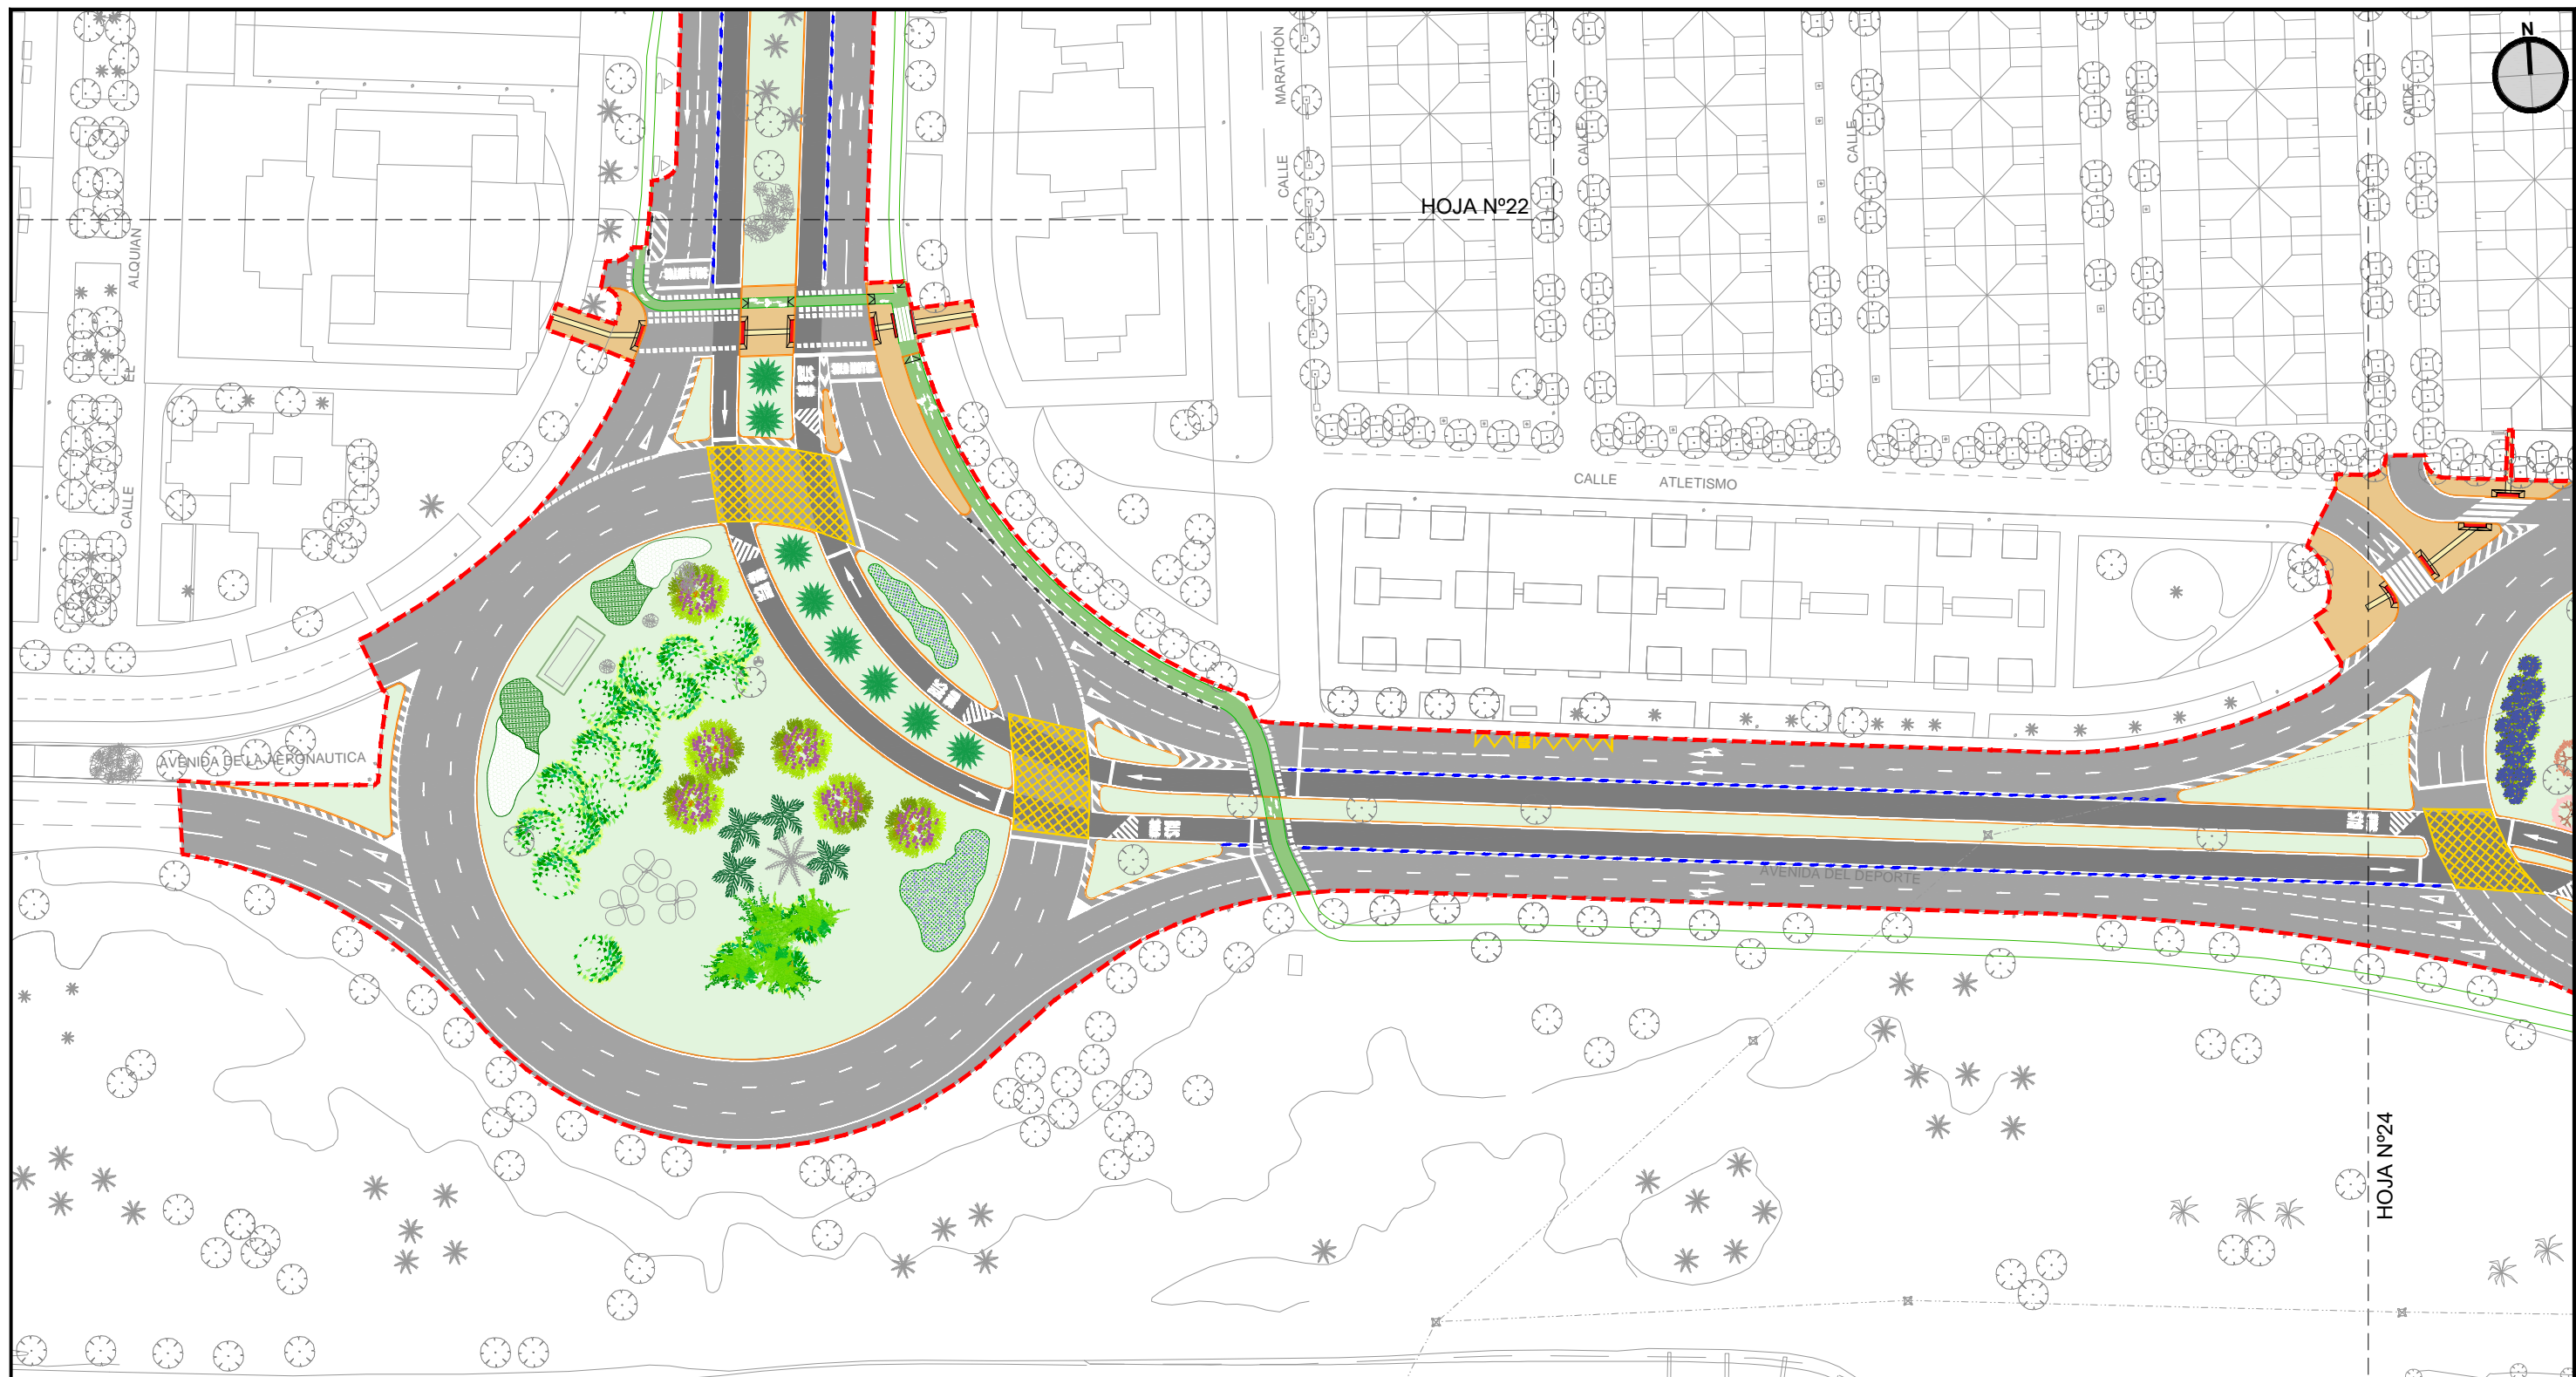 N
CALLE MARATHÓN
CALLE
CALLE
CALLE
CALLE
HOJA Nº22
CALLE EL ALQUIAN
CALLE ATLETISMO
AVENIDA DE LA AERONAUTICA
AVENIDA DEL DEPORTE
HOJA Nº24